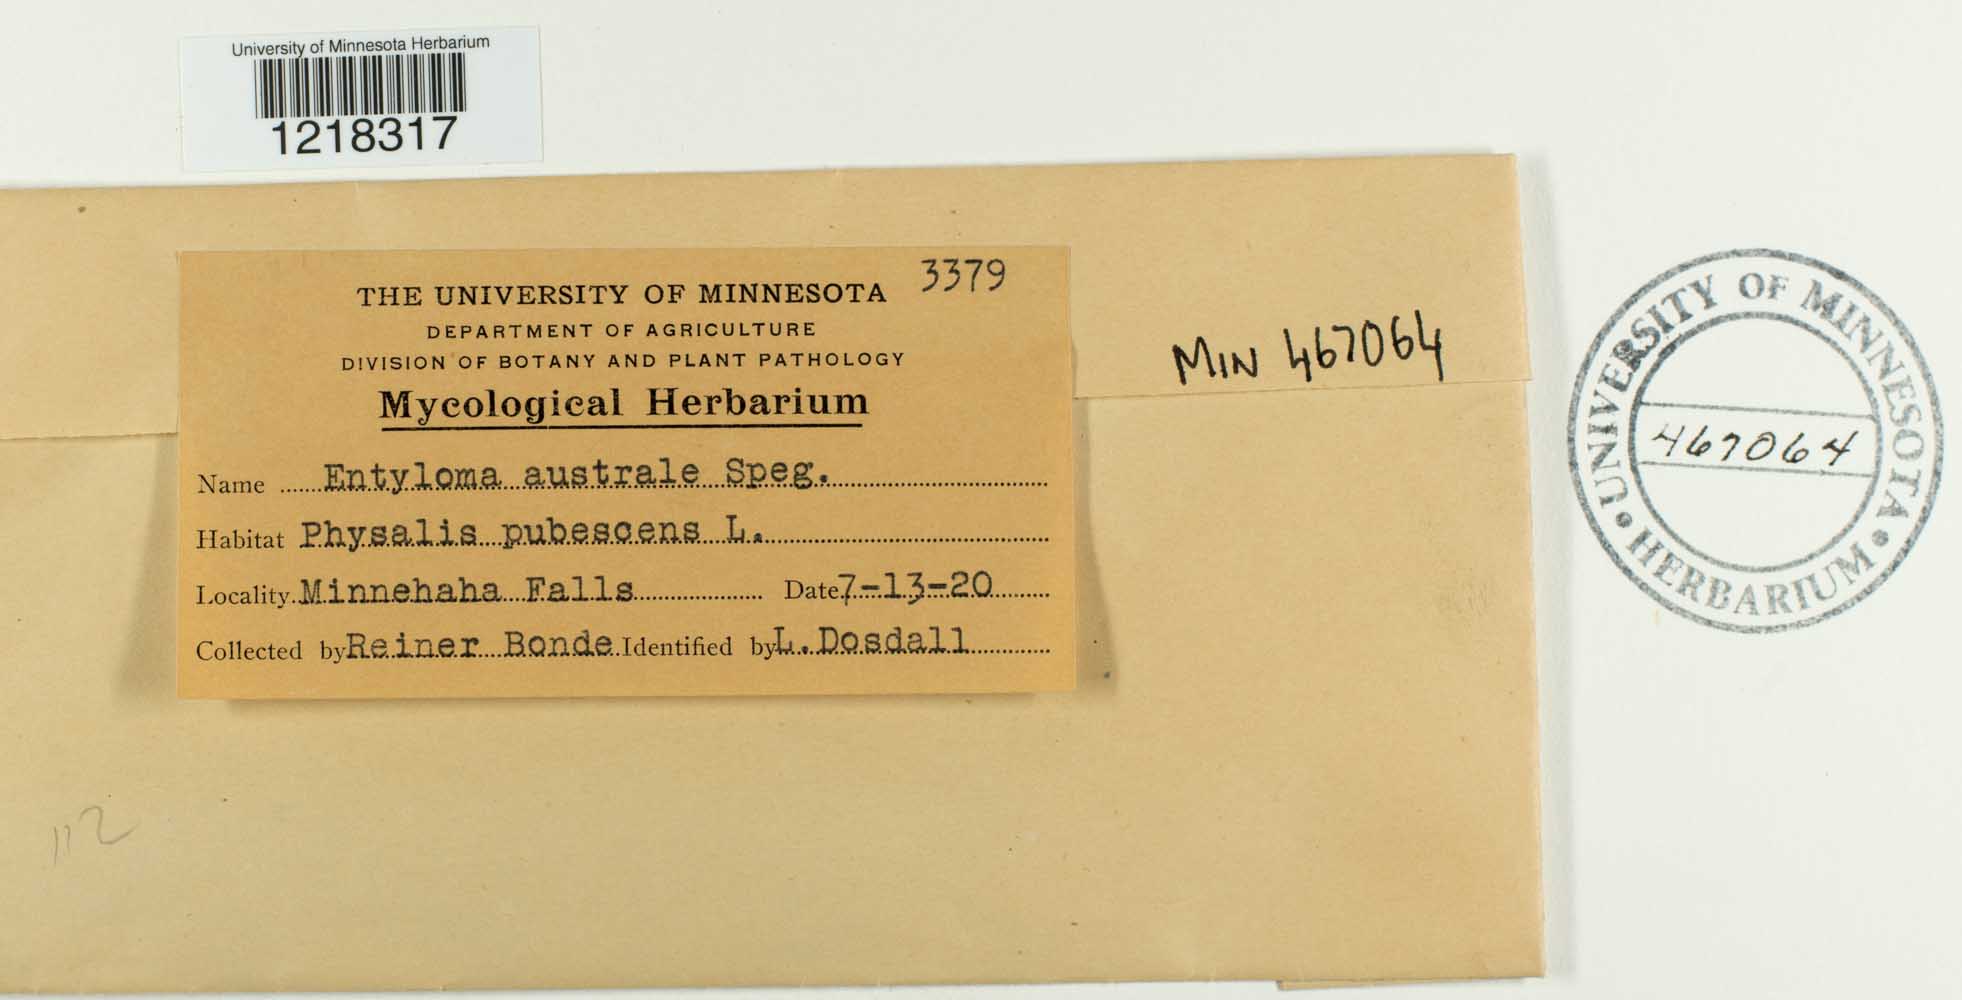 University of Minnesota Herbarium
1218317
3379
THE UNIVERSITY OF MINNESOTA
DEPARTMENT OF AGRICULTURE
DIVISION OF BOTANY AND PLANT PATHOLOGY
Mycological Herbarium
Name Entyloma australe Speg.
Habitat Physalis pubescens L.
Locality Minnehaha Falls Date 7-13-20
Collected by Reiner Bonde Identified by L. Dosdall
MIN 467064
UNIVERSITY OF MINNESOTA
467064
HERBARIUM
112